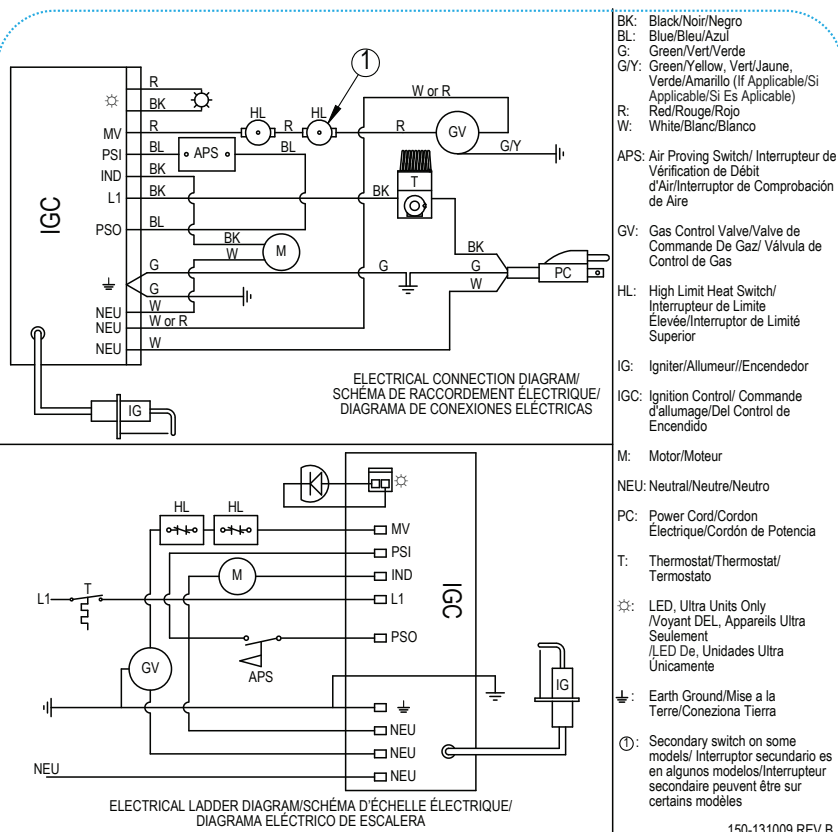 IGC
R
BK
MV
R
HL
R
HL
1
R
W or R
GV
G/Y
PSI
BL
APS
BL
IND
BK
L1
BK
BK
T
PSO
BL
BK
W
M
BK
G
G
G
W
PC
G
NEU
W
NEU
W or R
NEU
W
IG
ELECTRICAL CONNECTION DIAGRAM/
SCHÉMA DE RACCORDEMENT ÉLECTRIQUE/
DIAGRAMA DE CONEXIONES ELÉCTRICAS
HL
HL
MV
PSI
M
IND
IGC
L1
T
L1
PSO
APS
GV
IG
NEU
NEU
NEU
NEU
ELECTRICAL LADDER DIAGRAM/SCHÉMA D'ÉCHELLE ÉLECTRIQUE/
DIAGRAMA ELÉCTRICO DE ESCALERA
BK: Black/Noir/Negro
BL: Blue/Bleu/Azul
G: Green/Vert/Verde
G/Y: Green/Yellow, Vert/Jaune,
Verde/Amarillo (If Applicable/Si
Applicable/Si Es Aplicable)
R: Red/Rouge/Rojo
W: White/Blanc/Blanco
APS: Air Proving Switch/ Interrupteur de
Vérification de Débit
d'Air/Interruptor de Comprobación
de Aire
GV: Gas Control Valve/Valve de
Commande De Gaz/ Válvula de
Control de Gas
HL: High Limit Heat Switch/
Interrupteur de Limite
Élevée/Interruptor de Limité
Superior
IG: Igniter/Allumeur//Encendedor
IGC: Ignition Control/ Commande
d'allumage/Del Control de
Encendido
M: Motor/Moteur
NEU: Neutral/Neutre/Neutro
PC: Power Cord/Cordon
Électrique/Cordón de Potencia
T: Thermostat/Thermostat/
Termostato
: LED, Ultra Units Only
/Voyant DEL, Appareils Ultra
Seulement
/LED De, Unidades Ultra
Únicamente
: Earth Ground/Mise a la
Terre/Coneziona Tierra
1: Secondary switch on some
models/ Interruptor secundario es
en algunos modelos/Interrupteur
secondaire peuvent être sur
certains modèles
150-131009 REV B